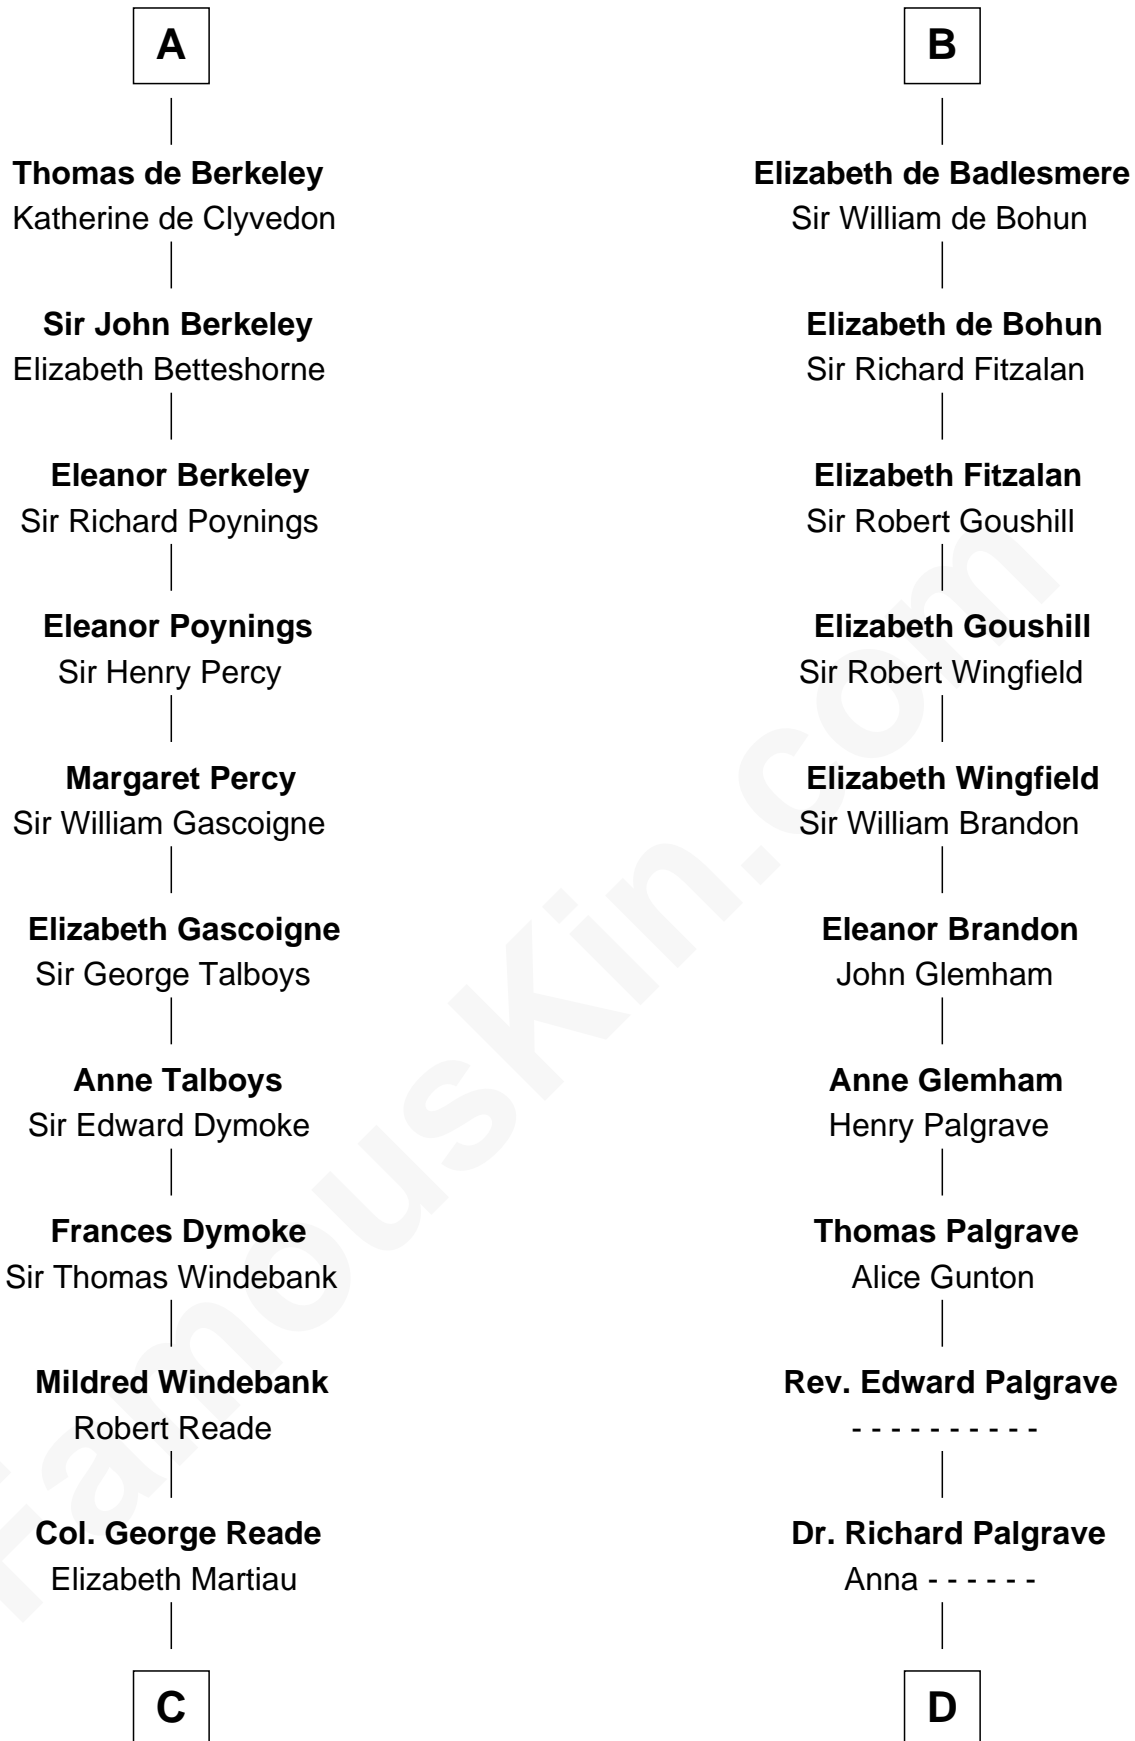 A
Thomas de Berkeley
Katherine de Clyvedon
Sir John Berkeley
Elizabeth Betteshorne
Eleanor Berkeley
Sir Richard Poynings
Eleanor Poynings
Sir Henry Percy
Margaret Percy
Sir William Gascoigne
Elizabeth Gascoigne
Sir George Talboys
Anne Talboys
Sir Edward Dymoke
Frances Dymoke
Sir Thomas Windebank
Mildred Windebank
Robert Reade
Col. George Reade
Elizabeth Martiau
C
B
Elizabeth de Badlesmere
Sir William de Bohun
Elizabeth de Bohun
Sir Richard Fitzalan
Elizabeth Fitzalan
Sir Robert Goushill
Elizabeth Goushill
Sir Robert Wingfield
Elizabeth Wingfield
Sir William Brandon
Eleanor Brandon
John Glemham
Anne Glemham
Henry Palgrave
Thomas Palgrave
Alice Gunton
Rev. Edward Palgrave
- - - - - - - - - -
Dr. Richard Palgrave
Anna - - - - - -
D
FamousKin.com